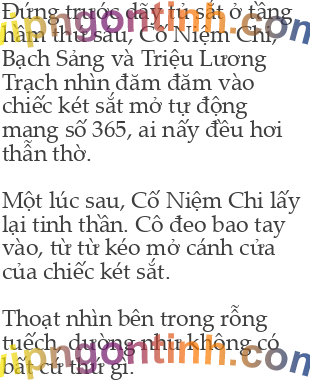 Đứng trước dãy tủ sắt ở tầng
hầm thứ sáu, Cố Niệm Chi,
Bạch Sảng và Triệu Lương
Trạch nhìn đăm đăm vào
chiếc két sắt mở tự động
mang số 365, ai nấy đều hơi
thẫn thờ.
Một lúc sau, Cố Niệm Chi lấy
lại tinh thần. Cô đeo bao tay
vào, từ từ kéo mở cánh cửa
của chiếc két sắt.
Thoạt nhìn bên trong rỗng
tuếch, dường như không có
bất cứ thứ gì.